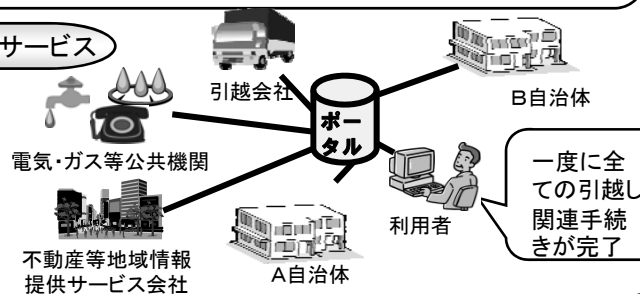 サービス
引越会社
B自治体
ポー
タル
電気・ガス等公共機関
利用者
一度に全
ての引越し
関連手続
きが完了
不動産等地域情報
提供サービス会社
A自治体